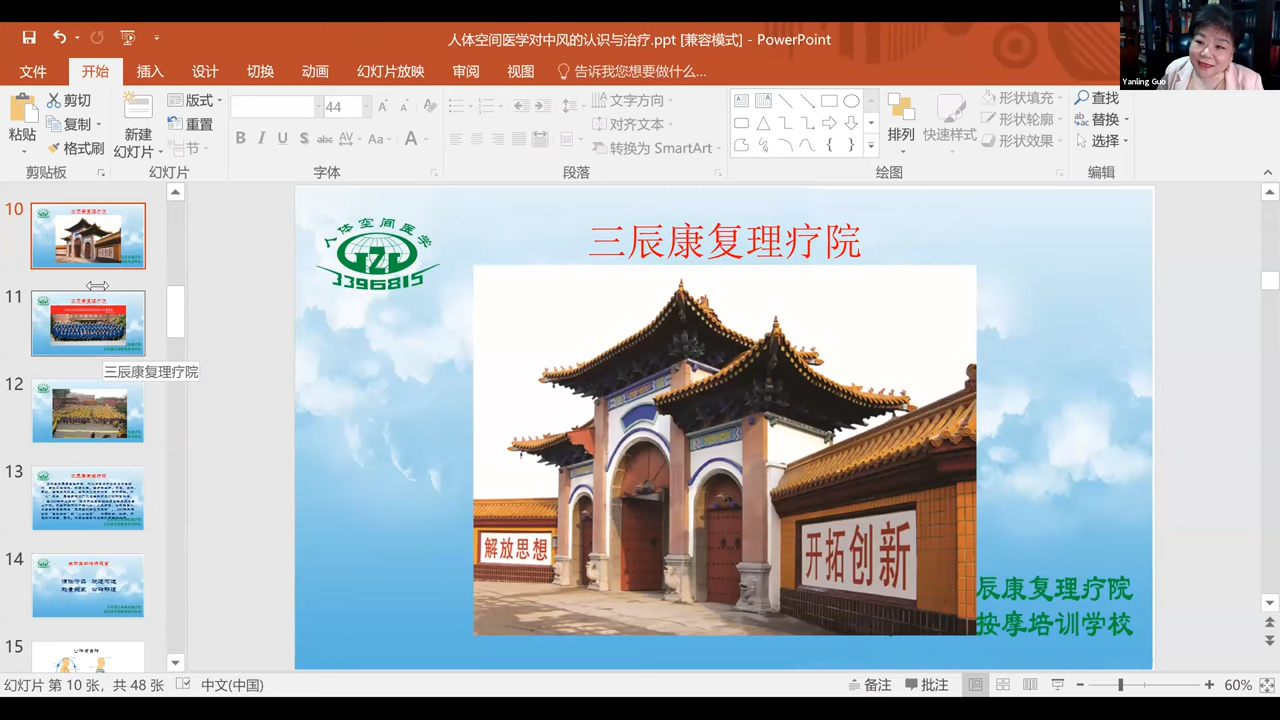 人体空间医学对中风的认识与治疗.ppt [兼容模式] - PowerPoint
Yanling Guo
文件 开始 插入 设计 切换 动画 幻灯片放映 审阅 视图 告诉我您想要做什么...
粘贴 剪切 复制 格式刷
新建幻灯片 版式 重置 节
44
B I U S abc AV Aa A
文字方向 对齐文本 转换为 SmartArt
排列 快速样式
形状填充 形状轮廓 形状效果
查找 替换 选择
剪贴板 幻灯片 字体 段落 绘图 编辑
10
11
三辰康复理疗院
12
13
14
15
人体空间医学
3396815
三辰康复理疗院
解放思想
开拓创新
辰康复理疗院
按摩培训学校
幻灯片 第 10 张，共 48 张 中文(中国) 备注 批注 60%